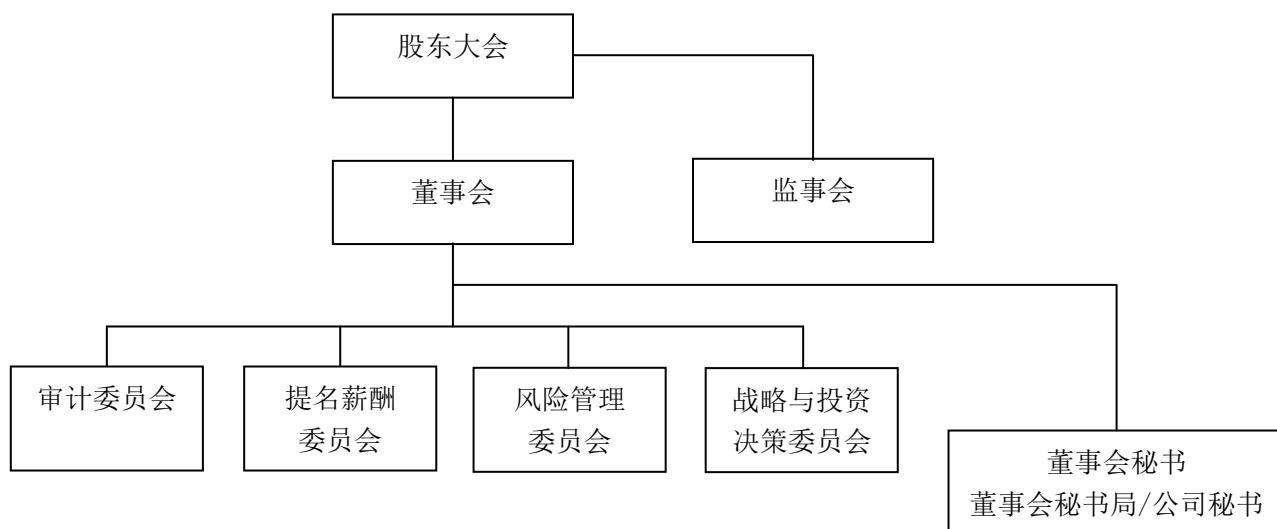 股东大会
董事会
监事会
审计委员会
提名薪酬
委员会
风险管理
委员会
战略与投资
决策委员会
董事会秘书
董事会秘书局/公司秘书